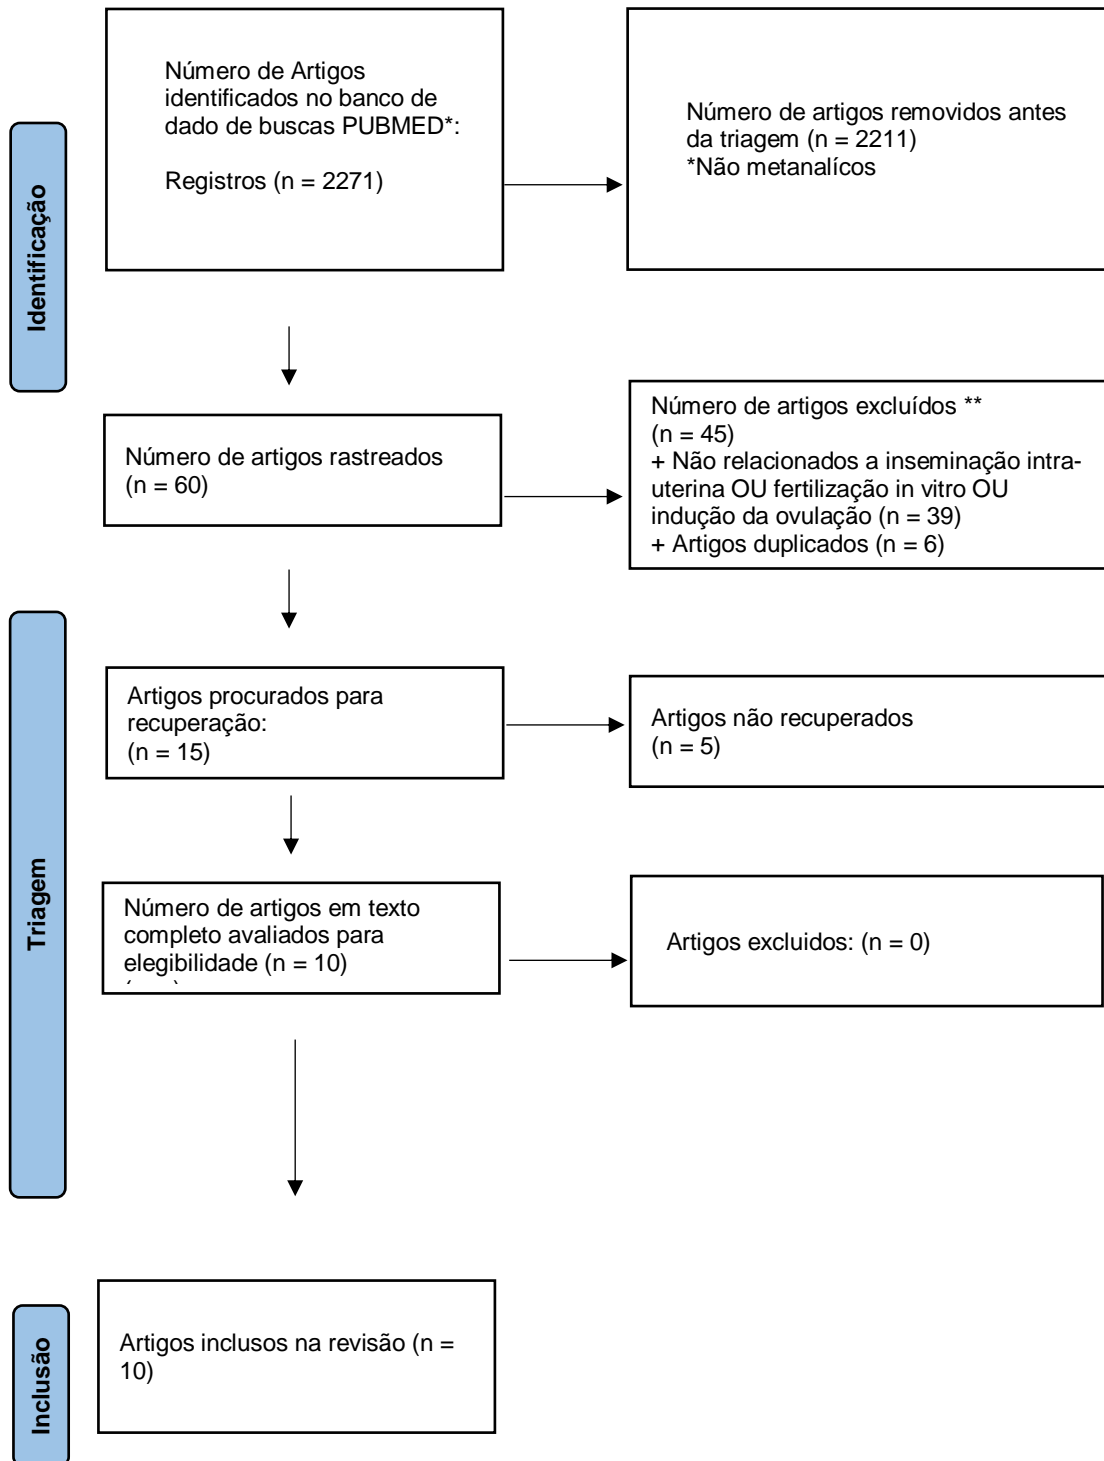 Número de Artigos
identificados no banco de
dado de buscas PUBMED*:
Registros (n = 2271)
Número de artigos removidos antes
da triagem (n = 2211)
*Não metanalícos
Identificação
Número de artigos rastreados
(n = 60)
Número de artigos excluídos **
(n = 45)
+ Não relacionados a inseminação intra-
uterina OU fertilização in vitro OU
indução da ovulação (n = 39)
+ Artigos duplicados (n = 6)
Triagem
Artigos procurados para
recuperação:
(n = 15)
Artigos não recuperados
(n = 5)
Número de artigos em texto
completo avaliados para
elegibilidade (n = 10)
Artigos excluidos: (n = 0)
Inclusão
Artigos inclusos na revisão (n =
10)